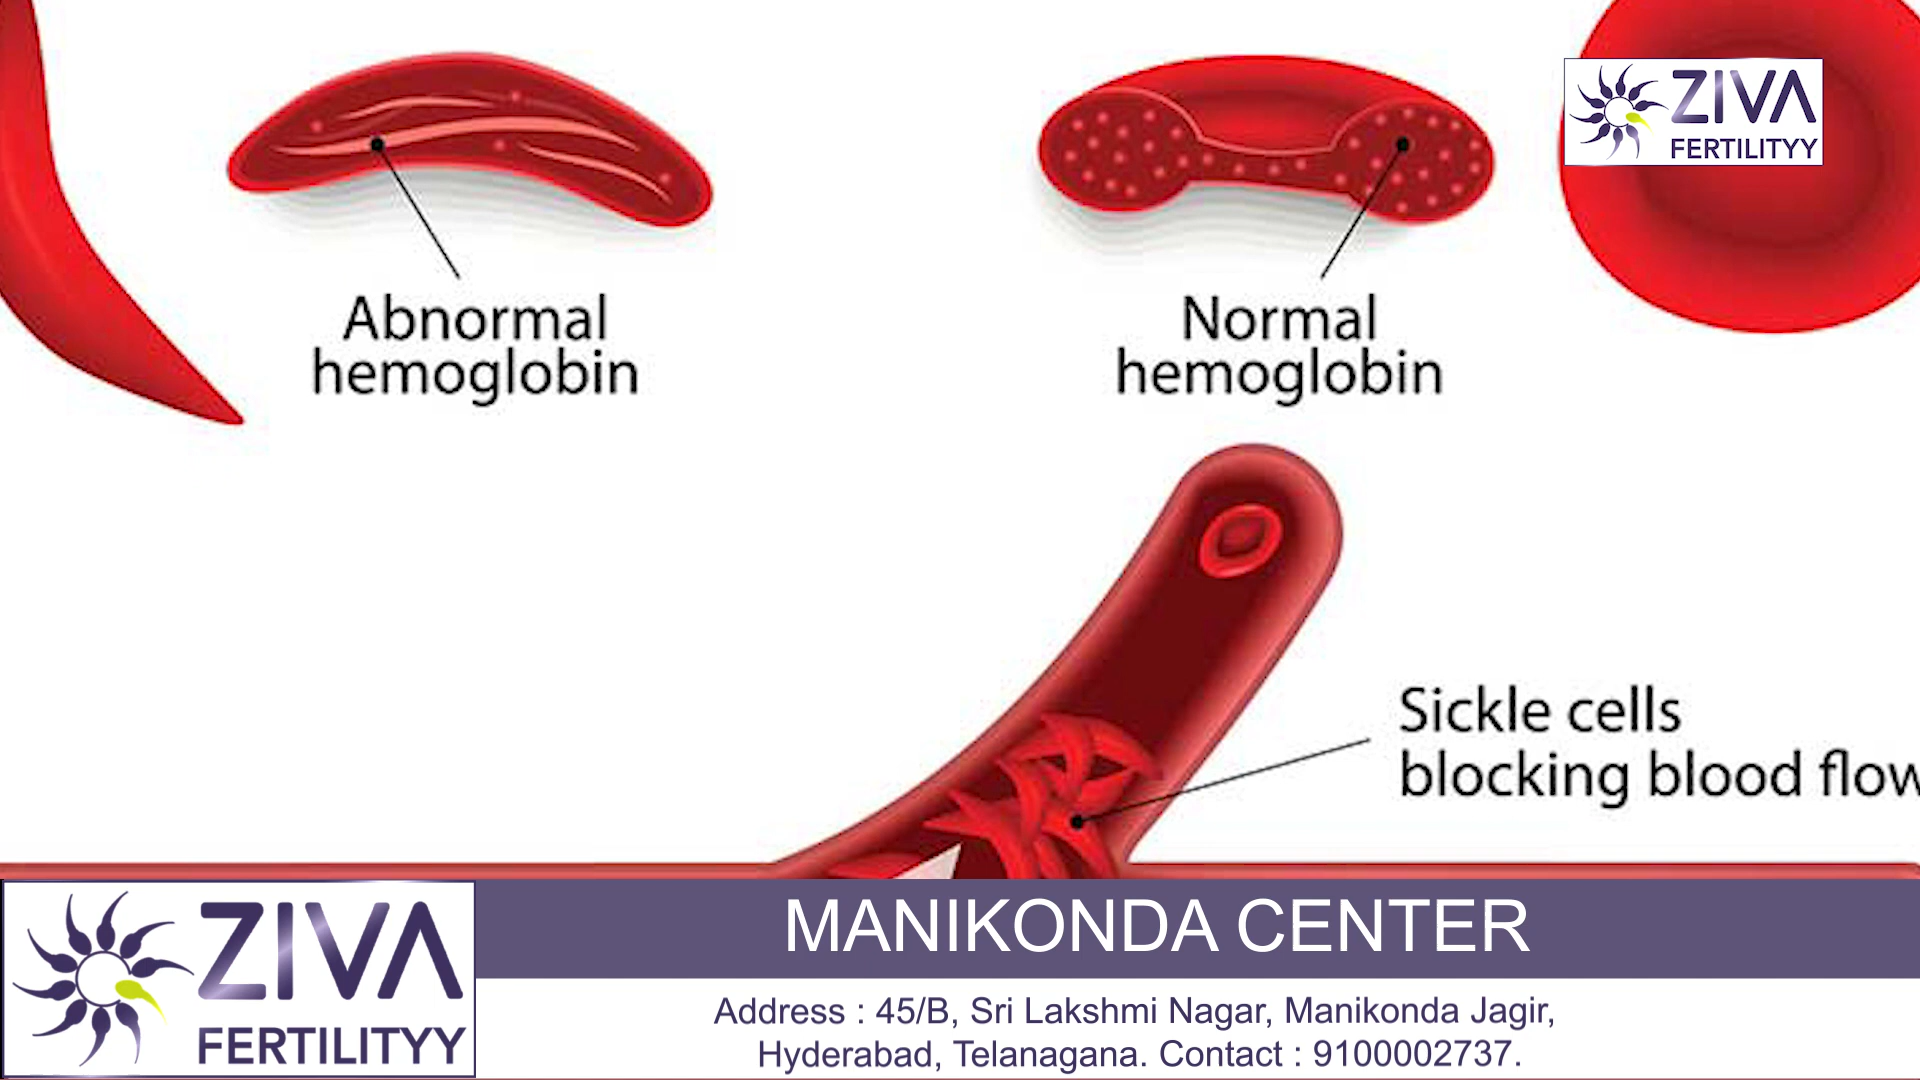 ZIVA
FERTILITYY
Abnormal
hemoglobin
Normal
hemoglobin
Sickle cells
blocking blood flow
ZIVA
FERTILITYY
MANIKONDA CENTER
Address : 45/B, Sri Lakshmi Nagar, Manikonda Jagir,
Hyderabad, Telanagana. Contact : 9100002737.